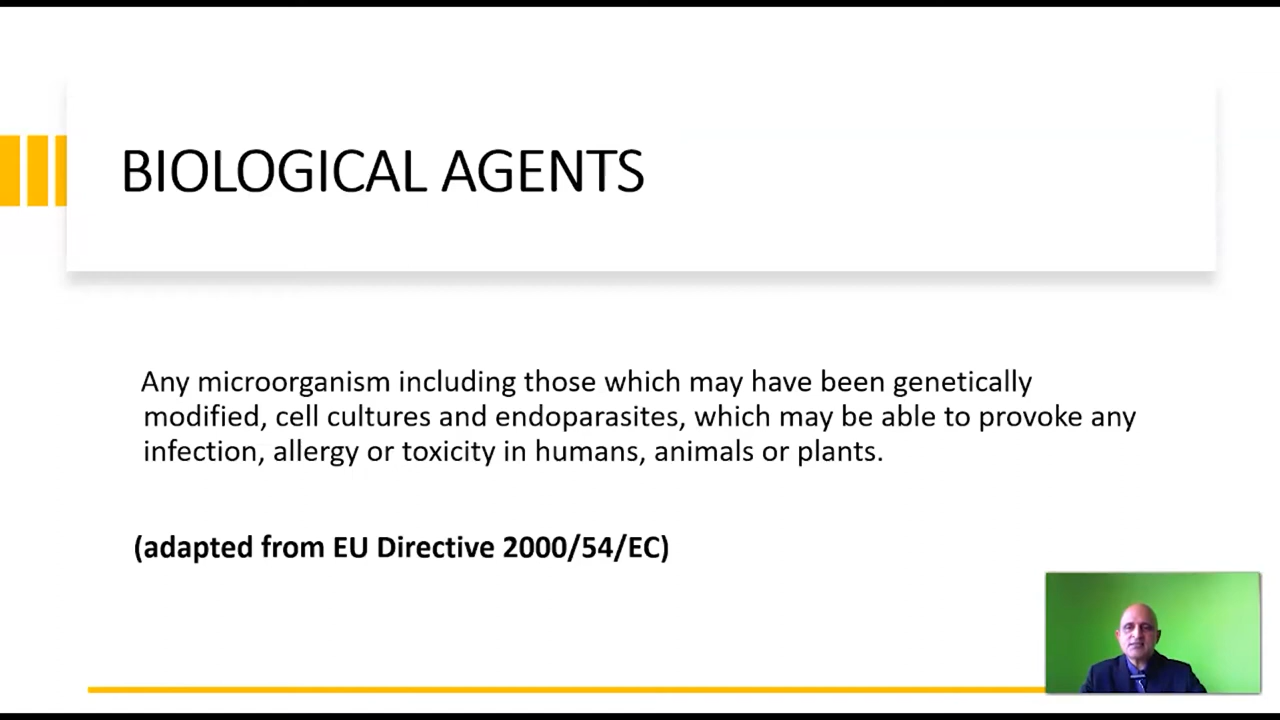 BIOLOGICAL AGENTS
Any microorganism including those which may have been genetically
modified, cell cultures and endoparasites, which may be able to provoke any
infection, allergy or toxicity in humans, animals or plants.
(adapted from EU Directive 2000/54/EC)